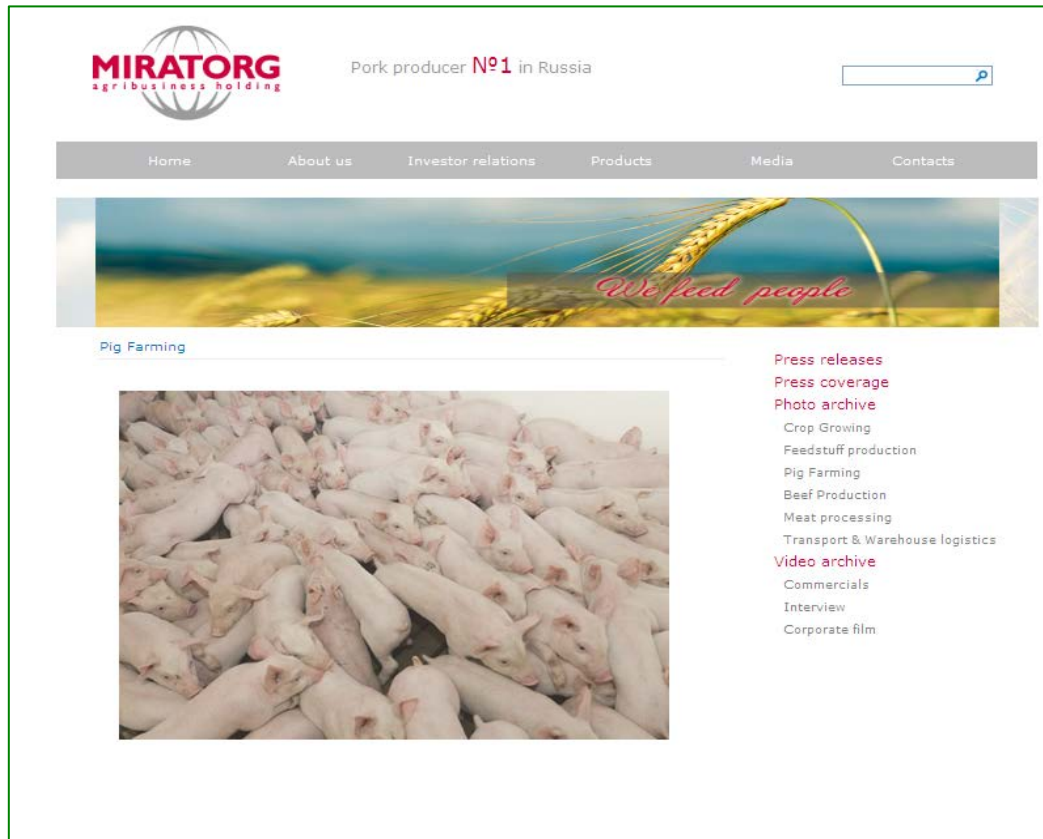 MIRATORG
agribusiness holding
Pork producer №1 in Russia
Home About us Investor relations Products Media Contacts
We feed people
Pig Farming
Press releases
Press coverage
Photo archive
Crop Growing
Feedstuff production
Pig Farming
Beef Production
Meat processing
Transport & Warehouse logistics
Video archive
Commercials
Interview
Corporate film